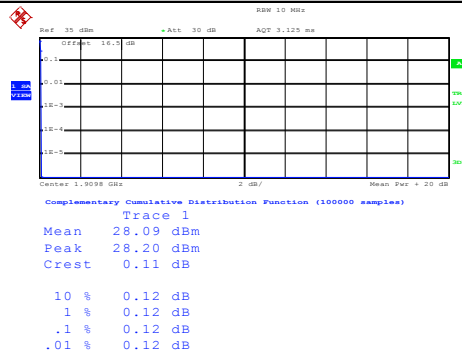 RBW 10 MHz
Ref 35 dBm *Att 30 dB AQT 3.125 ms
Offset 16.5 dB
0.1
A
1 SA
VIEW
0.01
TR
LV
1E-3
1E-4
1E-5
3D
Center 1.9098 GHz 2 dB/ Mean Pwr + 20 dB
Complementary Cumulative Distribution Function (100000 samples)
Trace 1
Mean 28.09 dBm
Peak 28.20 dBm
Crest 0.11 dB
10 % 0.12 dB
1 % 0.12 dB
.1 % 0.12 dB
.01 % 0.12 dB